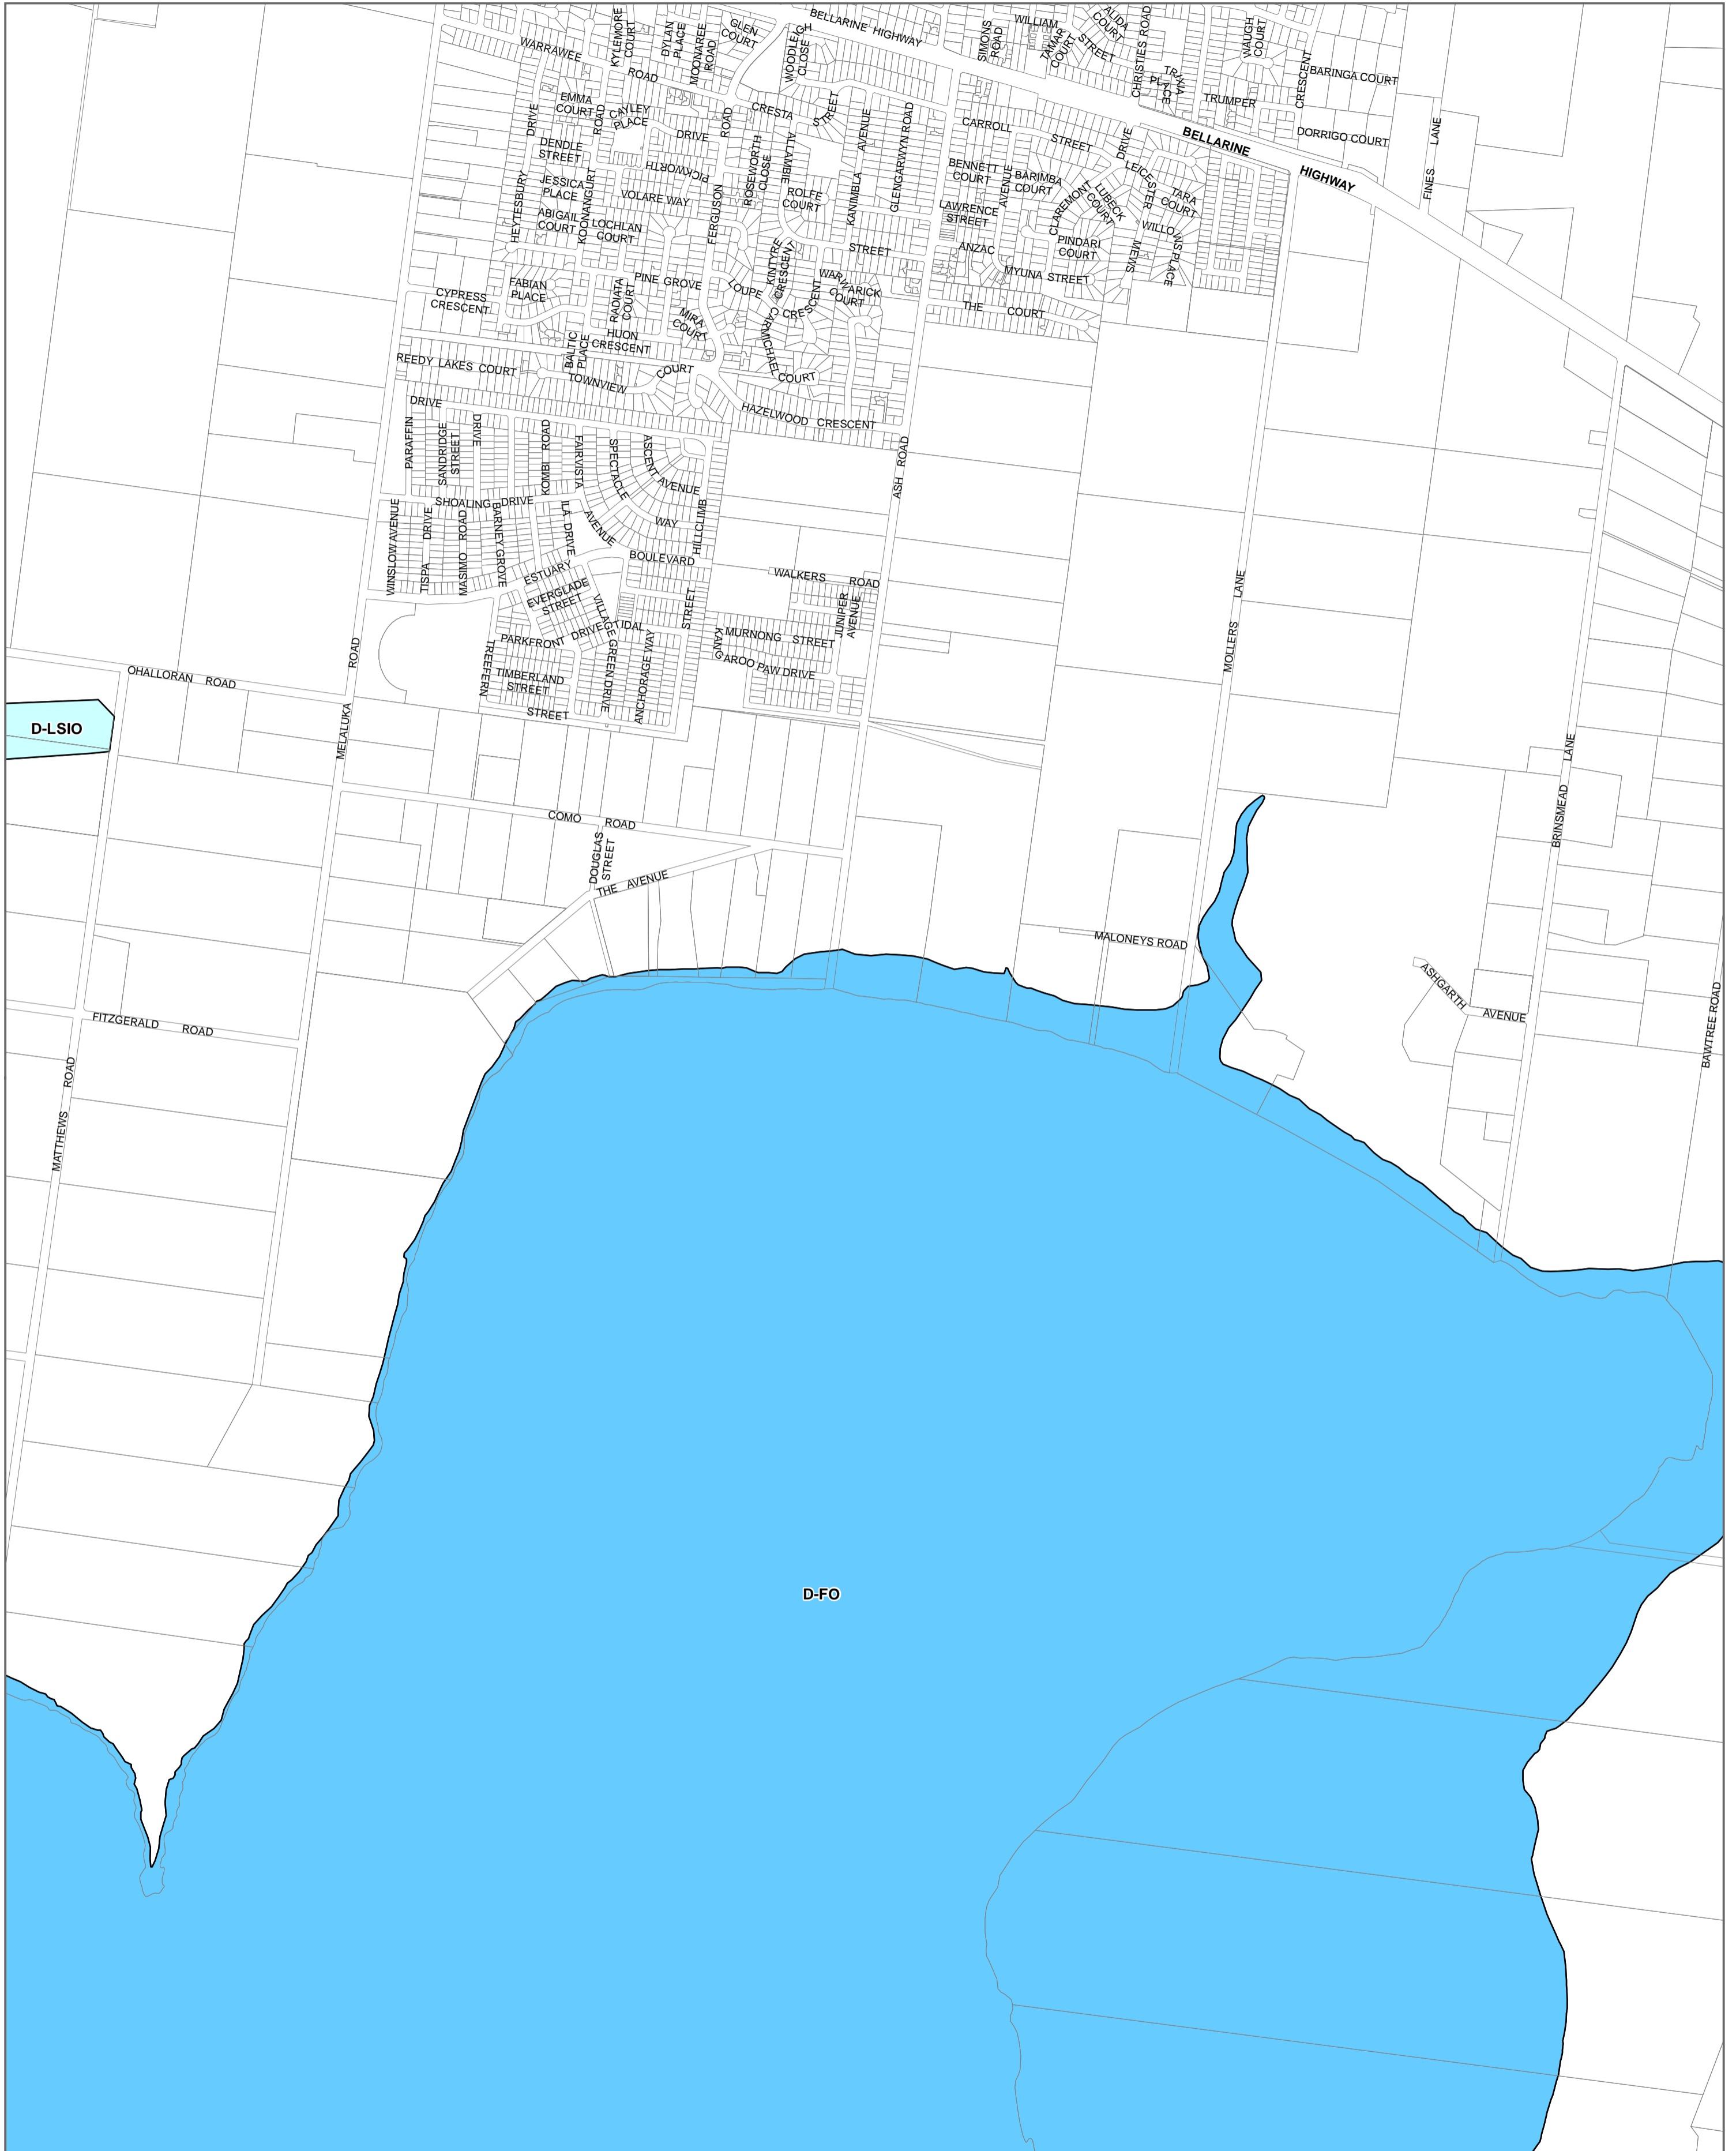 BELLARINE HIGHWAY
WILLIAM
STREET
ALIDA
COURT
SIMONS
ROAD
TAMAR
COURT
CHRISTIES ROAD
WAUGH
COURT
KYLEMORE
COURT
DYLAN
PLACE
MOONAREE
ROAD
GLEN
COURT
WOODLEIGH
CLOSE
WARRAWEE
ROAD
TRAXIA
PLACE
TRUMPER
CRESCENT
BARINGA COURT
DORRIGO COURT
FINES LANE
EMMA
COURT
CAYLEY
PLACE
CRESTA
STREET
CARROLL
STREET
BELLARINE
HIGHWAY
DRIVE
ROAD
DRIVE
ROAD
AVENUE
DRIVE
DENDLE
STREET
PICKWORTH
ROSEWORTH
CLOSE
ALLAMBIE
GLENGARWYN ROAD
BENNETT
COURT
AVENUE
BARIMBA
COURT
LEICESTER
TARA
COURT
JESSICA
PLACE
VOLARE WAY
ROLFE
COURT
KANIMBLA
LAWRENCE
STREET
CLAREMONT
LUBECK
COURT
HEYTESBURY
KOONANGURT
ABIGAIL
COURT
LOCHLAN
COURT
FERGUSON
WILLOWS PLACE
MEWS
KINTYRE
CRESCENT
STREET
ANZAC
PINDARI
COURT
MYUNA STREET
FABIAN
PLACE
PINE GROVE
LOUPE
CRESCENT
WARWARICK
COURT
CYPRESS
CRESCENT
RADIATA
COURT
MIRA
COURT
CARMICHAEL
COURT
THE COURT
HUON
CRESCENT
BALTIC
PLACE
REEDY LAKES COURT
TOWNVIEW
COURT
HAZELWOOD CRESCENT
DRIVE
PARAFFIN
SANDRIDGE
STREET
DRIVE
KOMBI ROAD
FAIRVISTA
SPECTACLE
ASCENT AVENUE
ASH ROAD
SHOALING DRIVE
WAY
HILLCLIMB
WINSLOW AVENUE
TISPA DRIVE
MASIMO ROAD
BARNEY GROVE
ILA DRIVE
AVENUE
BOULEVARD
ESTUARY
WALKERS ROAD
EVERGLADE
STREET
VILLAGE GREEN DRIVE
STREET
JUNIPER
AVENUE
MOLLERS LANE
PARKFRONT DRIVE
TIDAL
MURNONG STREET
KANGAROO PAW DRIVE
TREEFERN
TIMBERLAND
STREET
ANCHORAGE WAY
STREET
OHALLORAN ROAD
MELALUKA ROAD
D-LSIO
BRINSMEAD LANE
COMO ROAD
DOUGLAS
STREET
THE AVENUE
MALONEYS ROAD
ASHGARTH
AVENUE
BAWTREE ROAD
FITZGERALD ROAD
MATTHEWS ROAD
D-FO